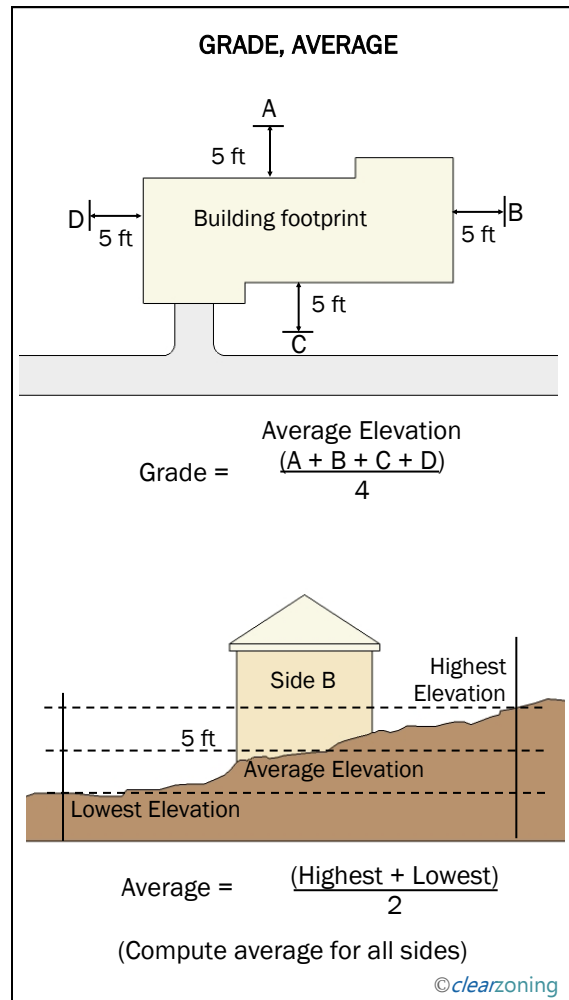 GRADE, AVERAGE
A
5 ft
D
5 ft
Building footprint
B
5 ft
5 ft
C
Average Elevation
Grade = (A + B + C + D)
4
Side B
Highest
Elevation
5 ft
Average Elevation
Lowest Elevation
Average = (Highest + Lowest)
2
(Compute average for all sides)
©clearzoning